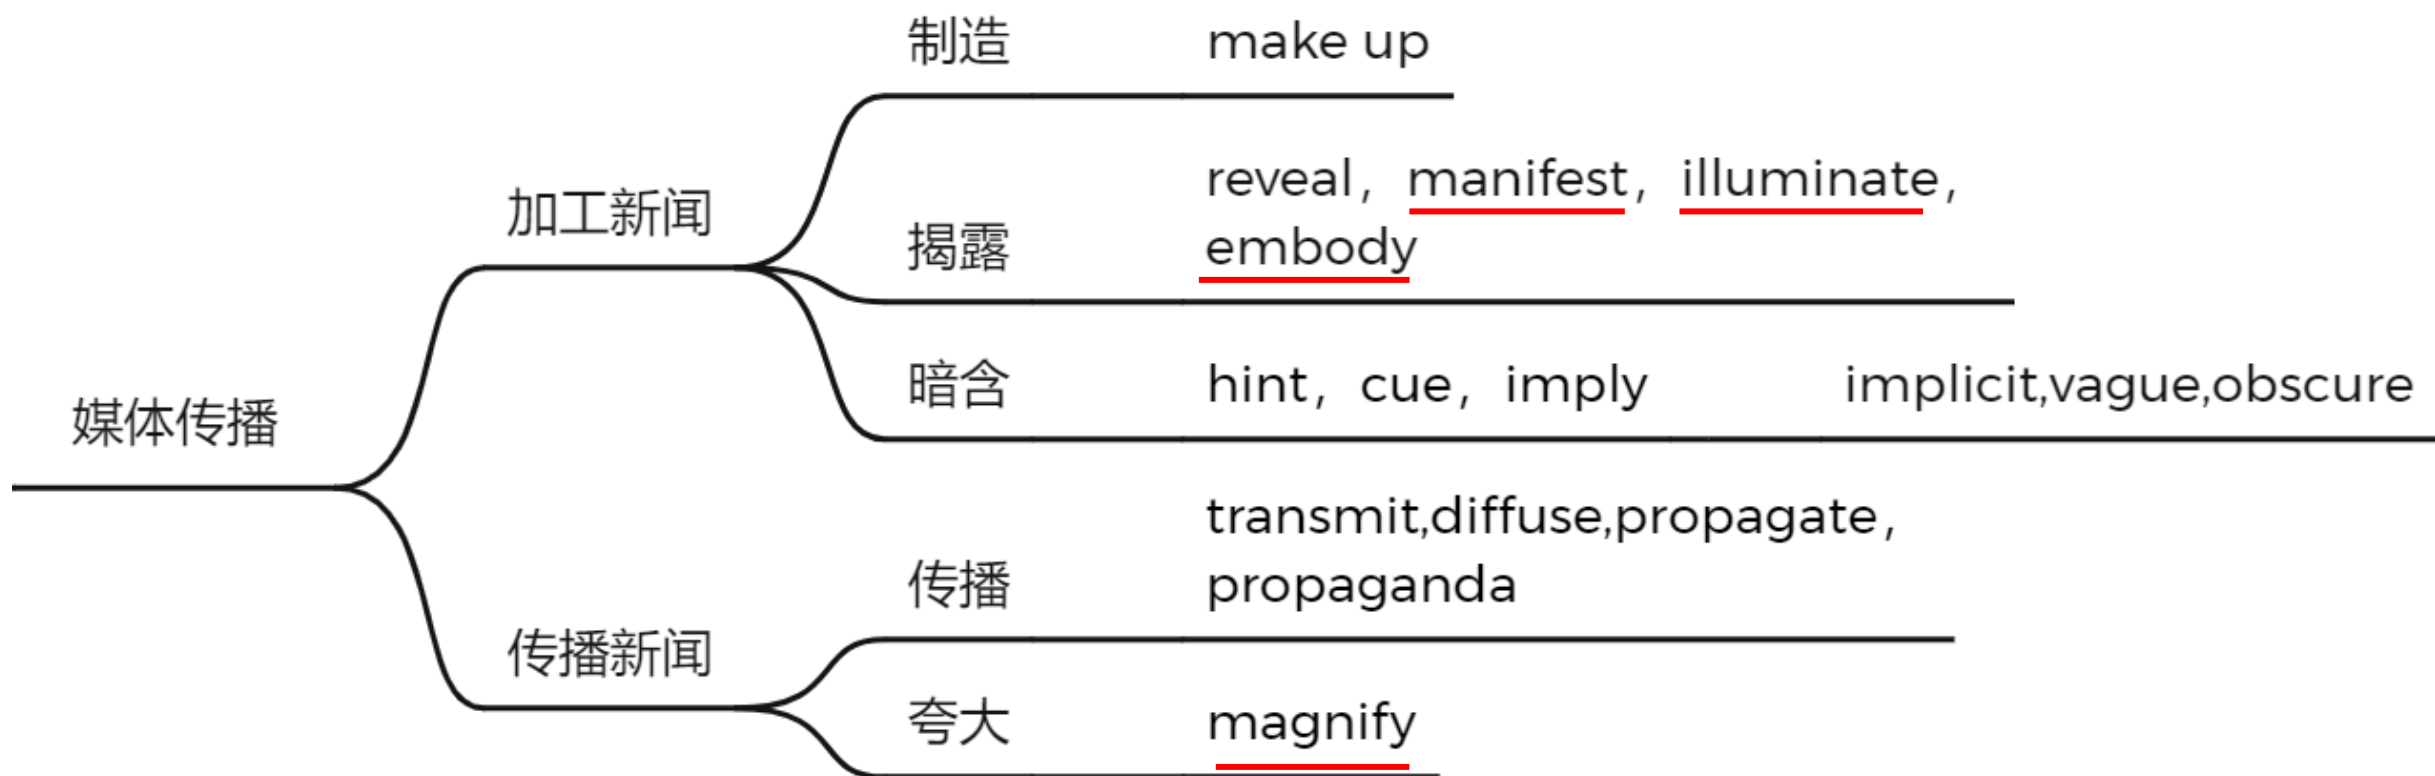 制造 make up
加工新闻
reveal，manifest，illuminate，
揭露
embody
暗含 hint，cue，imply implicit,vague,obscure
媒体传播
transmit,diffuse,propagate，
传播
propaganda
传播新闻
夸大 magnify